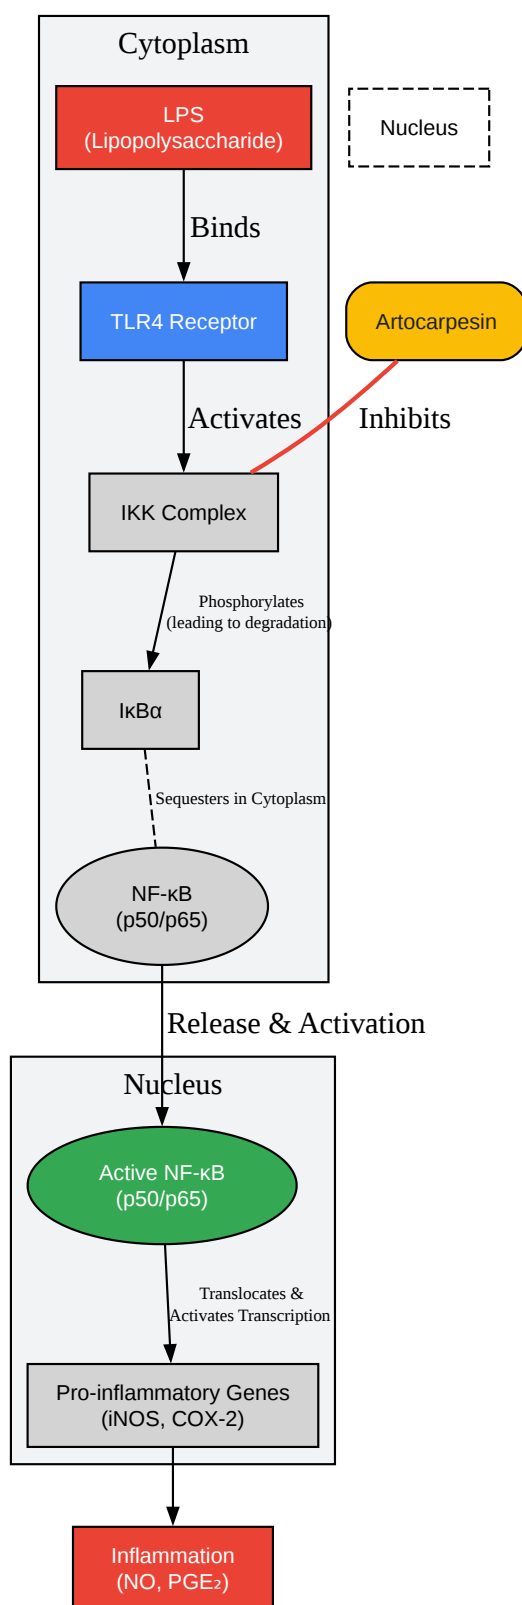 Cytoplasm
LPS
(Lipopolysaccharide)
Nucleus
Binds
TLR4 Receptor
Artocarpesin
Activates
Inhibits
IKK Complex
Phosphorylates
(leading to degradation)
IκBα
Sequesters in Cytoplasm
NF-κB
(p50/p65)
Release & Activation
Nucleus
Active NF-κB
(p50/p65)
Translocates &
Activates Transcription
Pro-inflammatory Genes
(iNOS, COX-2)
Inflammation
(NO, PGE₂)